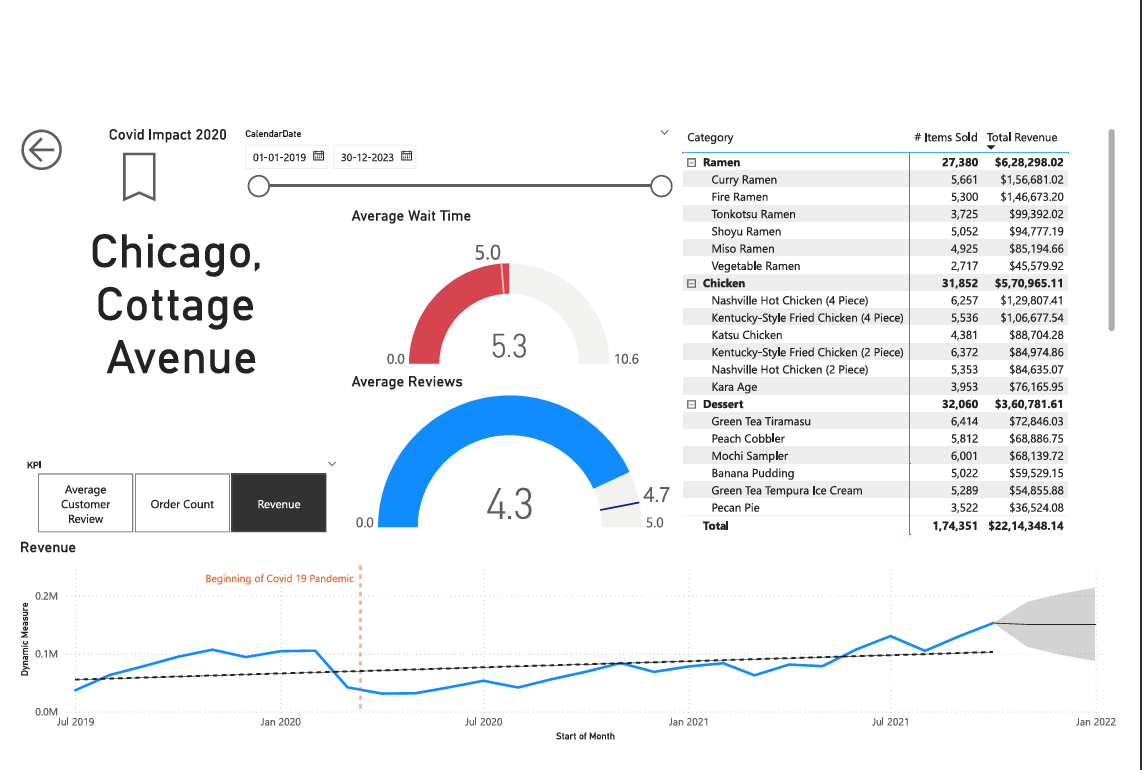 Covid Impact 2020
CalendarDate
01-01-2019 30-12-2023
Chicago,
Cottage
Avenue
Average Wait Time
5.0
5.3
0.0
10.6
Average Reviews
4.3
4.7
0.0
5.0
KPI
Average
Customer
Review
Order Count
Revenue
Category # Items Sold Total Revenue
Ramen 27,380 $6,28,298.02
Curry Ramen 5,661 $1,56,681.02
Fire Ramen 5,300 $1,46,673.20
Tonkotsu Ramen 3,725 $99,392.02
Shoyu Ramen 5,052 $94,777.19
Miso Ramen 4,925 $85,194.66
Vegetable Ramen 2,717 $45,579.92
Chicken 31,852 $5,70,965.11
Nashville Hot Chicken (4 Piece) 6,257 $1,29,807.41
Kentucky-Style Fried Chicken (4 Piece) 5,536 $1,06,677.54
Katsu Chicken 4,381 $88,704.28
Kentucky-Style Fried Chicken (2 Piece) 6,372 $84,974.86
Nashville Hot Chicken (2 Piece) 5,353 $84,635.07
Kara Age 3,953 $76,165.95
Dessert 32,060 $3,60,781.61
Green Tea Tiramasu 6,414 $72,846.03
Peach Cobbler 5,812 $68,886.75
Mochi Sampler 6,001 $68,139.72
Banana Pudding 5,022 $59,529.15
Green Tea Tempura Ice Cream 5,289 $54,855.88
Pecan Pie 3,522 $36,524.08
Total 1,74,351 $22,14,348.14
Revenue
Beginning of Covid 19 Pandemic
Dynamic Measure
0.2M
0.1M
0.0M
Jul 2019 Jan 2020 Jul 2020 Jan 2021 Jul 2021 Jan 2022
Start of Month